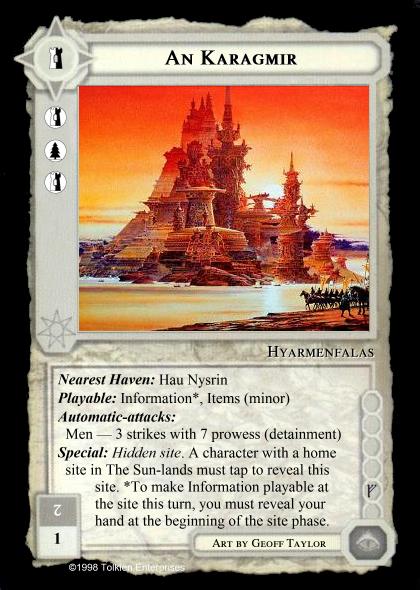 An Karagmir
Hyarmenfalas
Nearest Haven: Hau Nysrin
Playable: Information*, Items (minor)
Automatic-attacks:
Men — 3 strikes with 7 prowess (detainment)
Special: Hidden site. A character with a home
site in The Sun-lands must tap to reveal this
site. *To make Information playable at
the site this turn, you must reveal your
hand at the beginning of the site phase.
1
Art by Geoff Taylor
©1998 Tolkien Enterprises